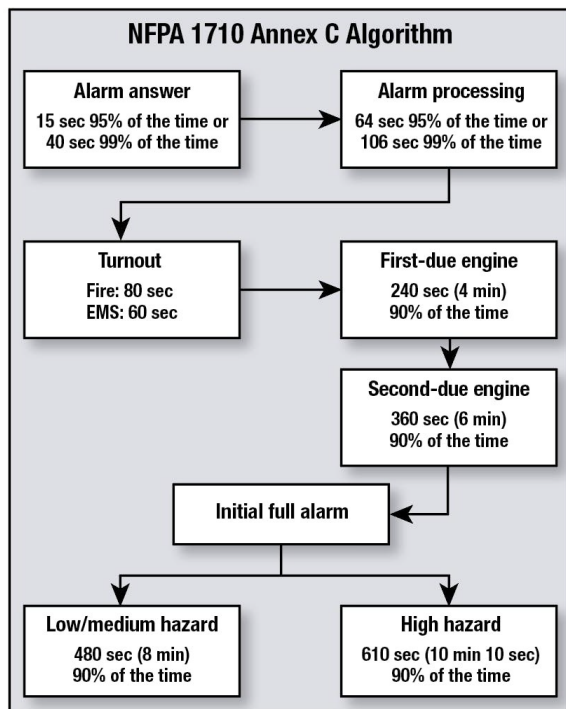 NFPA 1710 Annex C Algorithm
Alarm answer
15 sec 95% of the time or
40 sec 99% of the time
Alarm processing
64 sec 95% of the time or
106 sec 99% of the time
Turnout
Fire: 80 sec
EMS: 60 sec
First-due engine
240 sec (4 min)
90% of the time
Second-due engine
360 sec (6 min)
90% of the time
Initial full alarm
Low/medium hazard
480 sec (8 min)
90% of the time
High hazard
610 sec (10 min 10 sec)
90% of the time